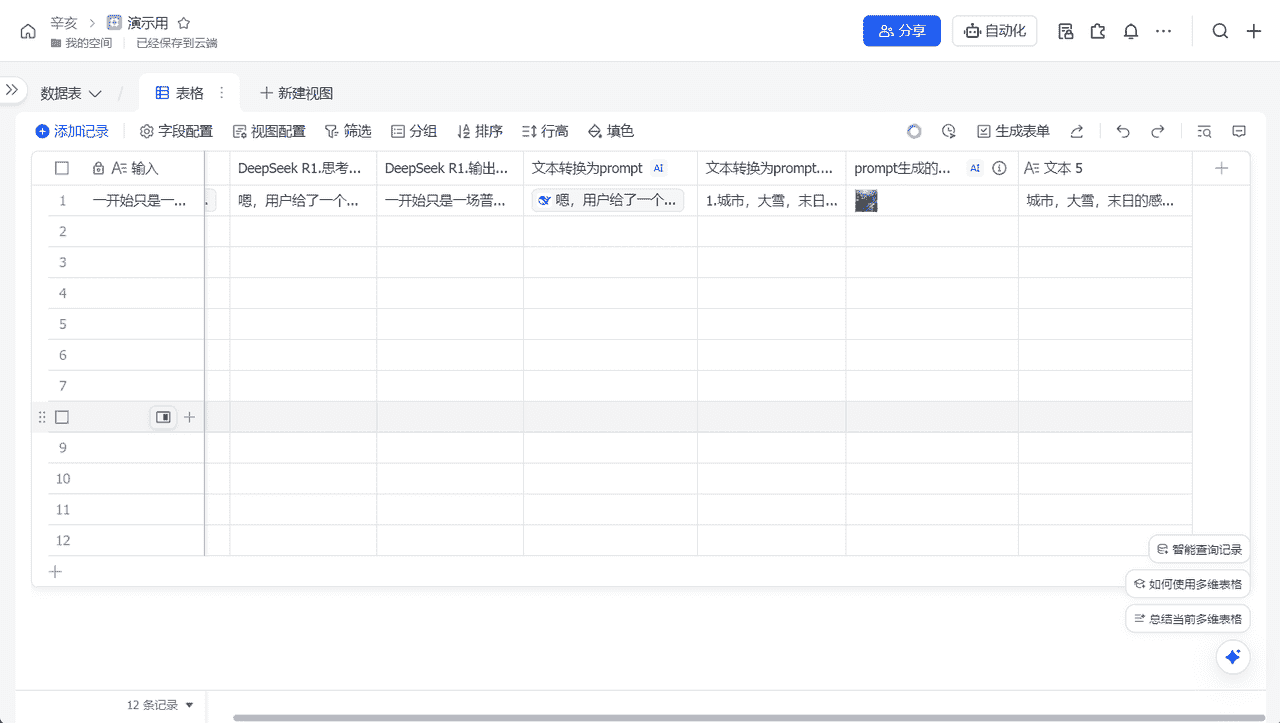 辛亥 > 演示用
我的空间 | 已经保存到云端
分享 自动化
数据表 / 表格 + 新建视图
添加记录 字段配置 视图配置 筛选 分组 排序 行高 填色 生成表单
输入 DeepSeek R1.思考... DeepSeek R1.输出... 文本转换为prompt AI 文本转换为prompt.... prompt生成的... AI 文本 5
1 一开始只是一... . 嗯，用户给了一个... 一开始只是一场普... 嗯，用户给了一个... 1.城市，大雪，末日... 城市，大雪，末日的感...
2
3
4
5
6
7
9
10
11
12
智能查询记录
如何使用多维表格
总结当前多维表格
12 条记录